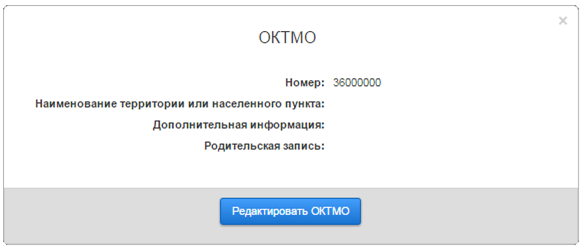 ×
ОКТМО
Номер: 36000000
Наименование территории или населенного пункта:
Дополнительная информация:
Родительская запись:
Редактировать ОКТМО